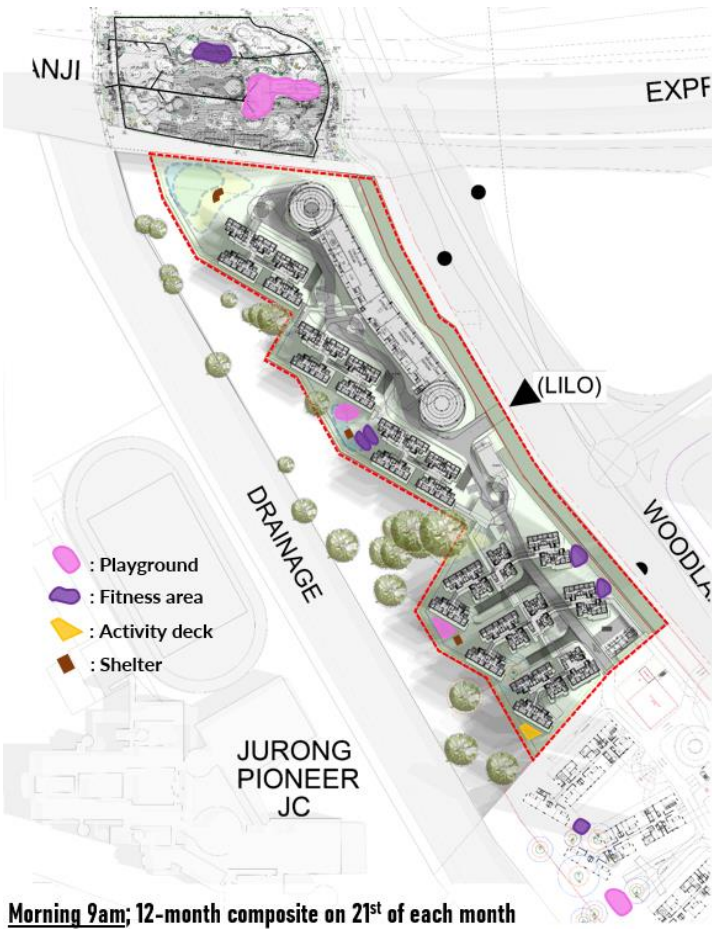 ANJI
EXPF
(LILO)
DRAINAGE
WOODLA
: Playground
: Fitness area
: Activity deck
: Shelter
JURONG
PIONEER
JC
Morning 9am; 12-month composite on 21st of each month